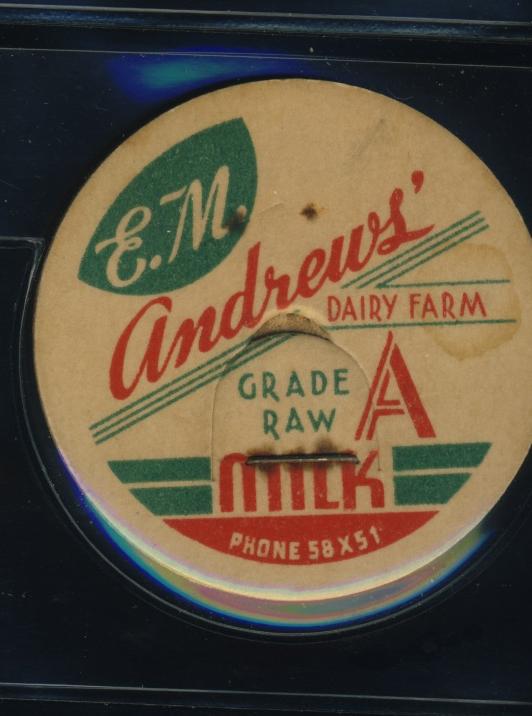 E.M.
Andrews'
DAIRY FARM
GRADE A
RAW
MILK
PHONE 58X51